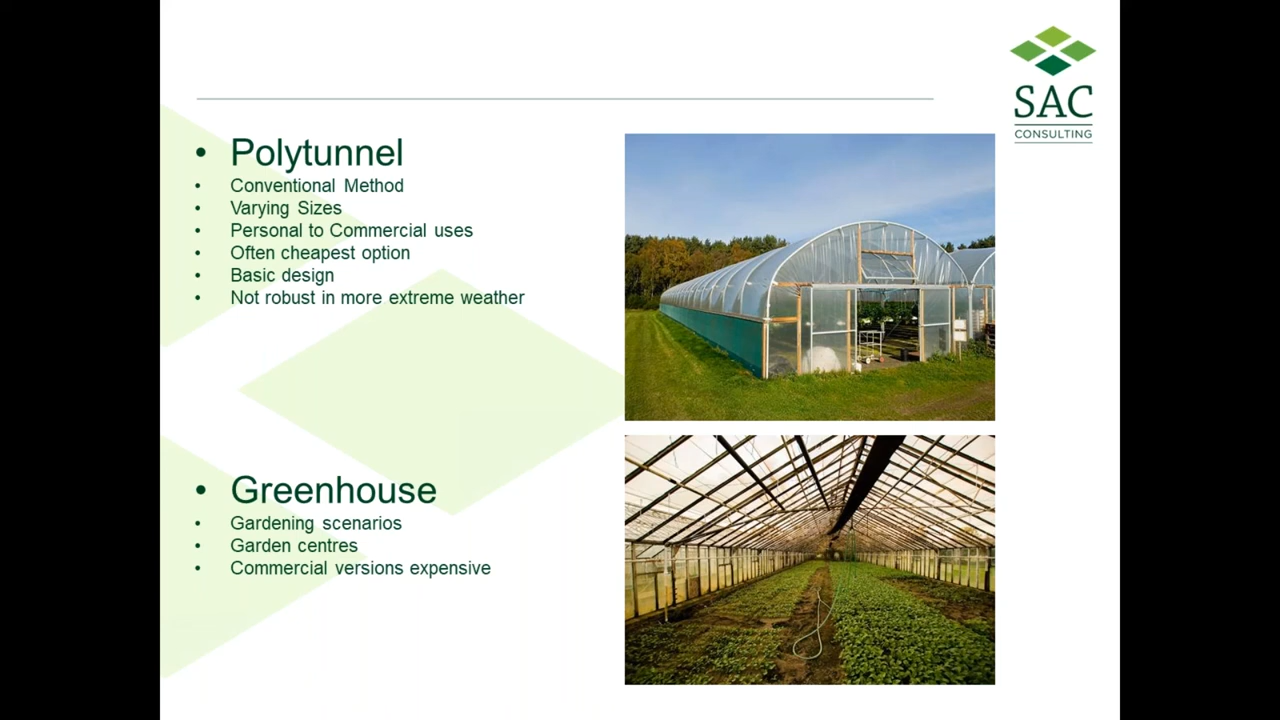 SAC
CONSULTING
• Polytunnel
• Conventional Method
• Varying Sizes
• Personal to Commercial uses
• Often cheapest option
• Basic design
• Not robust in more extreme weather
• Greenhouse
• Gardening scenarios
• Garden centres
• Commercial versions expensive